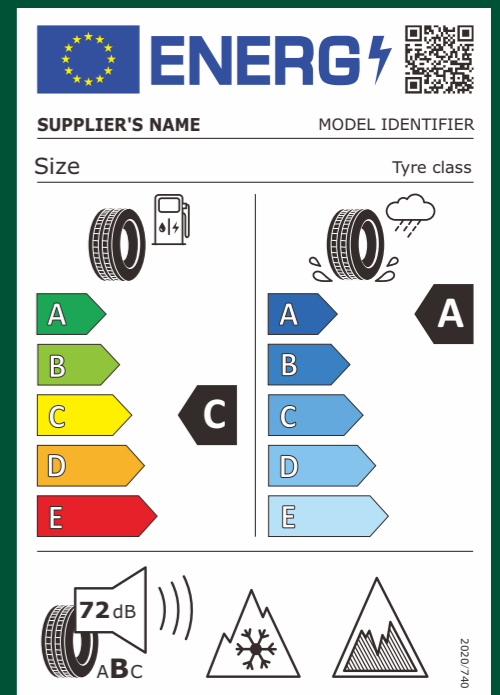 ENERG
SUPPLIER'S NAME
MODEL IDENTIFIER
Size
Tyre class
A
B
C
D
E
C
A
B
C
D
E
A
72 dB
ABC
2020/740